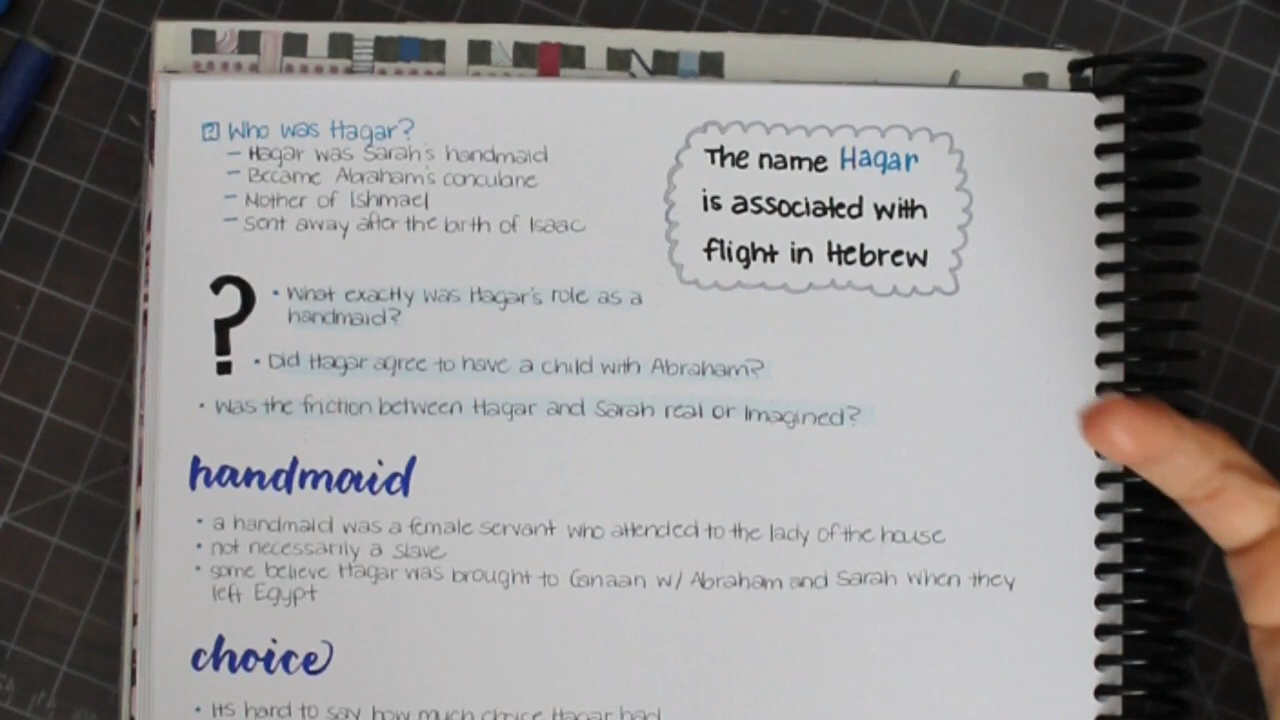 Who was Hagar?
- Hagar was Sarah's handmaid
- Became Abraham's concubine
- Mother of Ishmael
- Sent away after the birth of Isaac
The name Hagar
is associated with
flight in Hebrew
?
• What exactly was Hagar's role as a
handmaid?
• Did Hagar agree to have a child with Abraham?
• Was the friction between Hagar and Sarah real or Imagined?
handmaid
• a handmaid was a female servant who attended to the lady of the house
• not necessarily a slave
• some believe Hagar was brought to Canaan w/ Abraham and Sarah when they
left Egypt
choice
• Its hard to say how much choice Hagar had